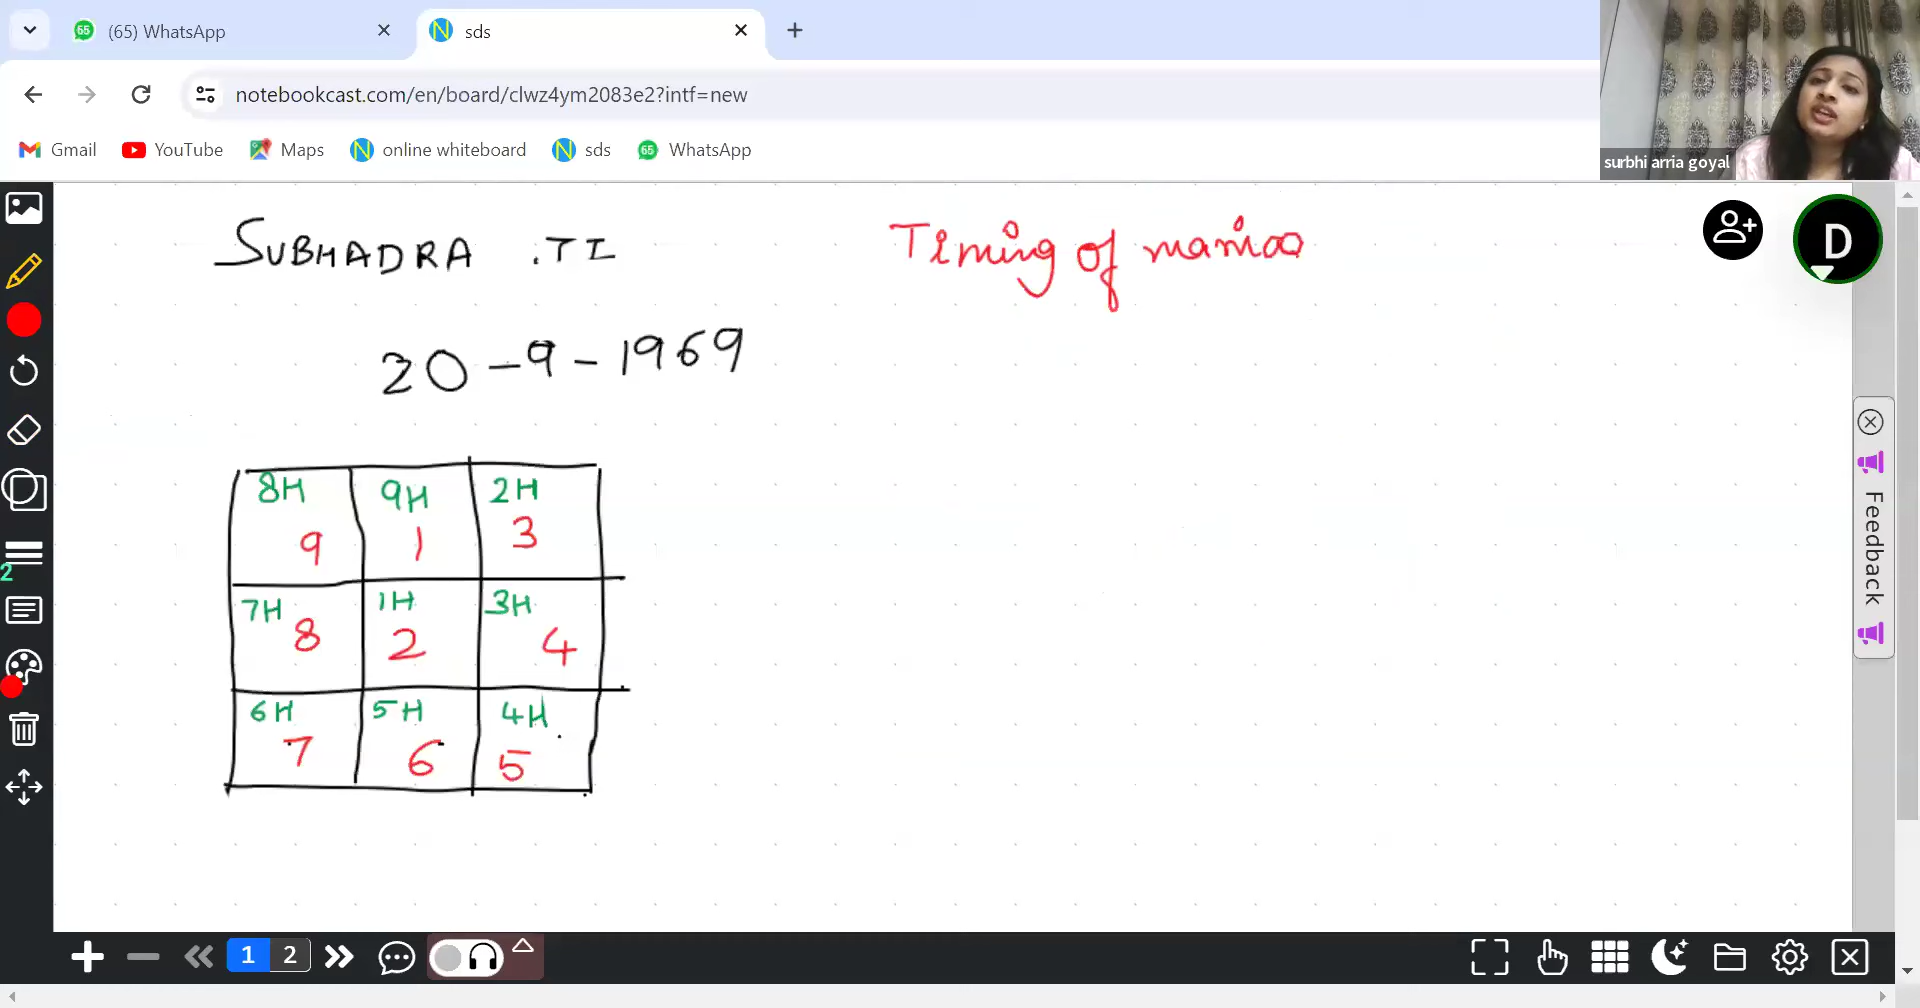 (65) WhatsApp
sds
notebookcast.com/en/board/clwz4ym2083e2?intf=new
Gmail YouTube Maps online whiteboard sds WhatsApp
surbhi arria goyal
SUBHADRA .TI
Timing of
D
20-9-1969
8H 9H 2H
9 1 3
7H 1H 3H
8 2 4
6H 5H 4H
7 6 5
Feedback
2
1 2